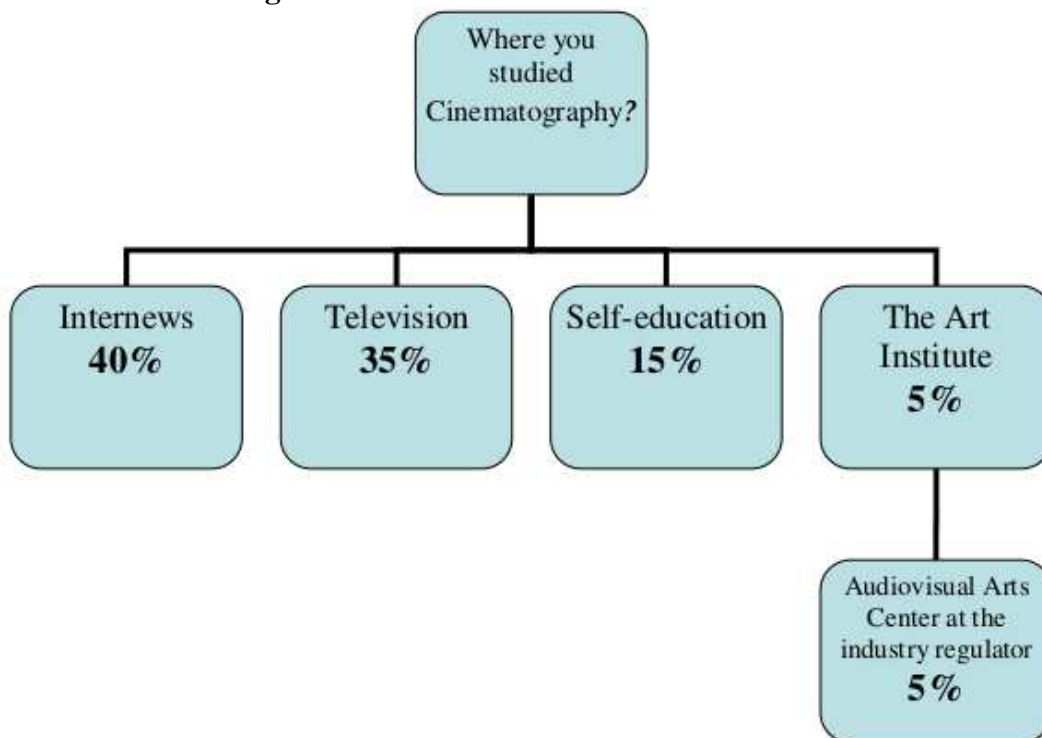 Where you
studied
Cinematography?
Internews
40%
Television
35%
Self-education
15%
The Art
Institute
5%
Audiovisual Arts
Center at the
industry regulator
5%